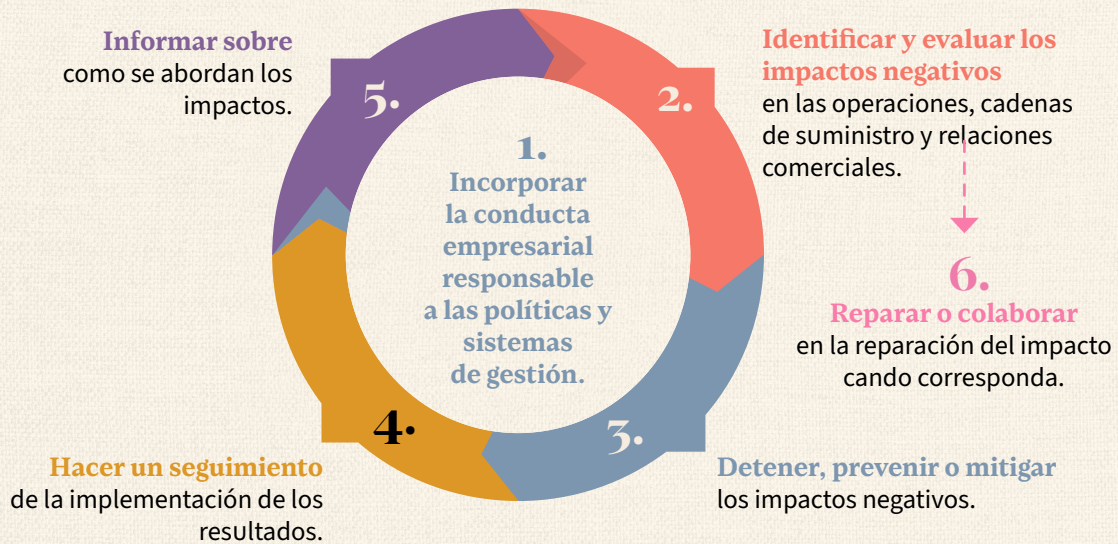 1.
Incorporar
la conducta
empresarial
responsable
a las políticas y
sistemas
de gestión.
2.
Identificar y evaluar los
impactos negativos
en las operaciones, cadenas
de suministro y relaciones
comerciales.
3.
Detener, prevenir o mitigar
los impactos negativos.
4.
Hacer un seguimiento
de la implementación de los
resultados.
5.
Informar sobre
como se abordan los
impactos.
6.
Reparar o colaborar
en la reparación del impacto
cando corresponda.